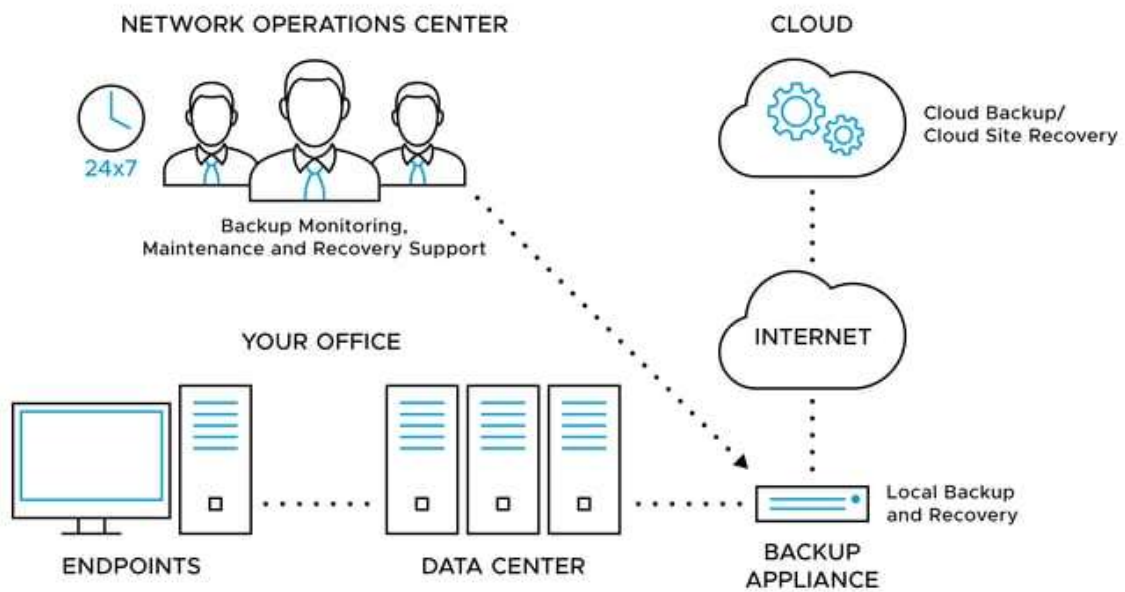 NETWORK OPERATIONS CENTER
24x7
Backup Monitoring,
Maintenance and Recovery Support
CLOUD
Cloud Backup/
Cloud Site Recovery
INTERNET
YOUR OFFICE
ENDPOINTS
DATA CENTER
Local Backup
and Recovery
BACKUP
APPLIANCE